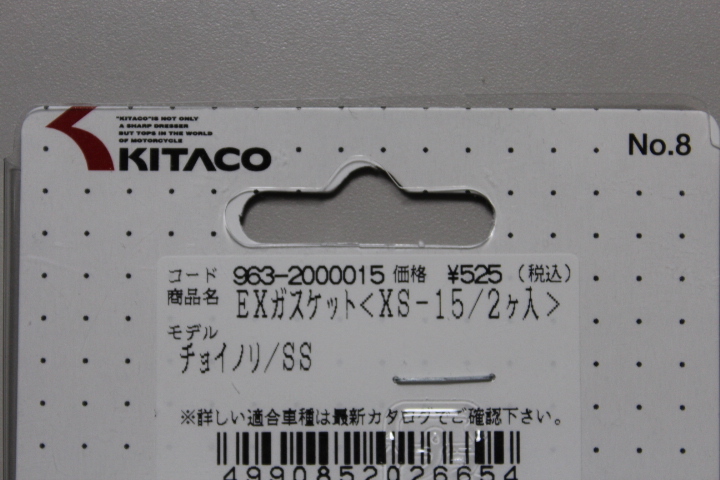 "KITACO"IS NOT ONLY
A SHARP DRESSER
BUT TOPS IN THE WORLD
OF MOTORCYCLE
KITACO
No.8
コード 963-2000015 価格 ¥525 (税込)
商品名 EXガスケット<XS-15/2ヶ入>
モデル
チョイノリ/SS
※詳しい適合車種は最新カタログでご確認下さい。
4990852026654